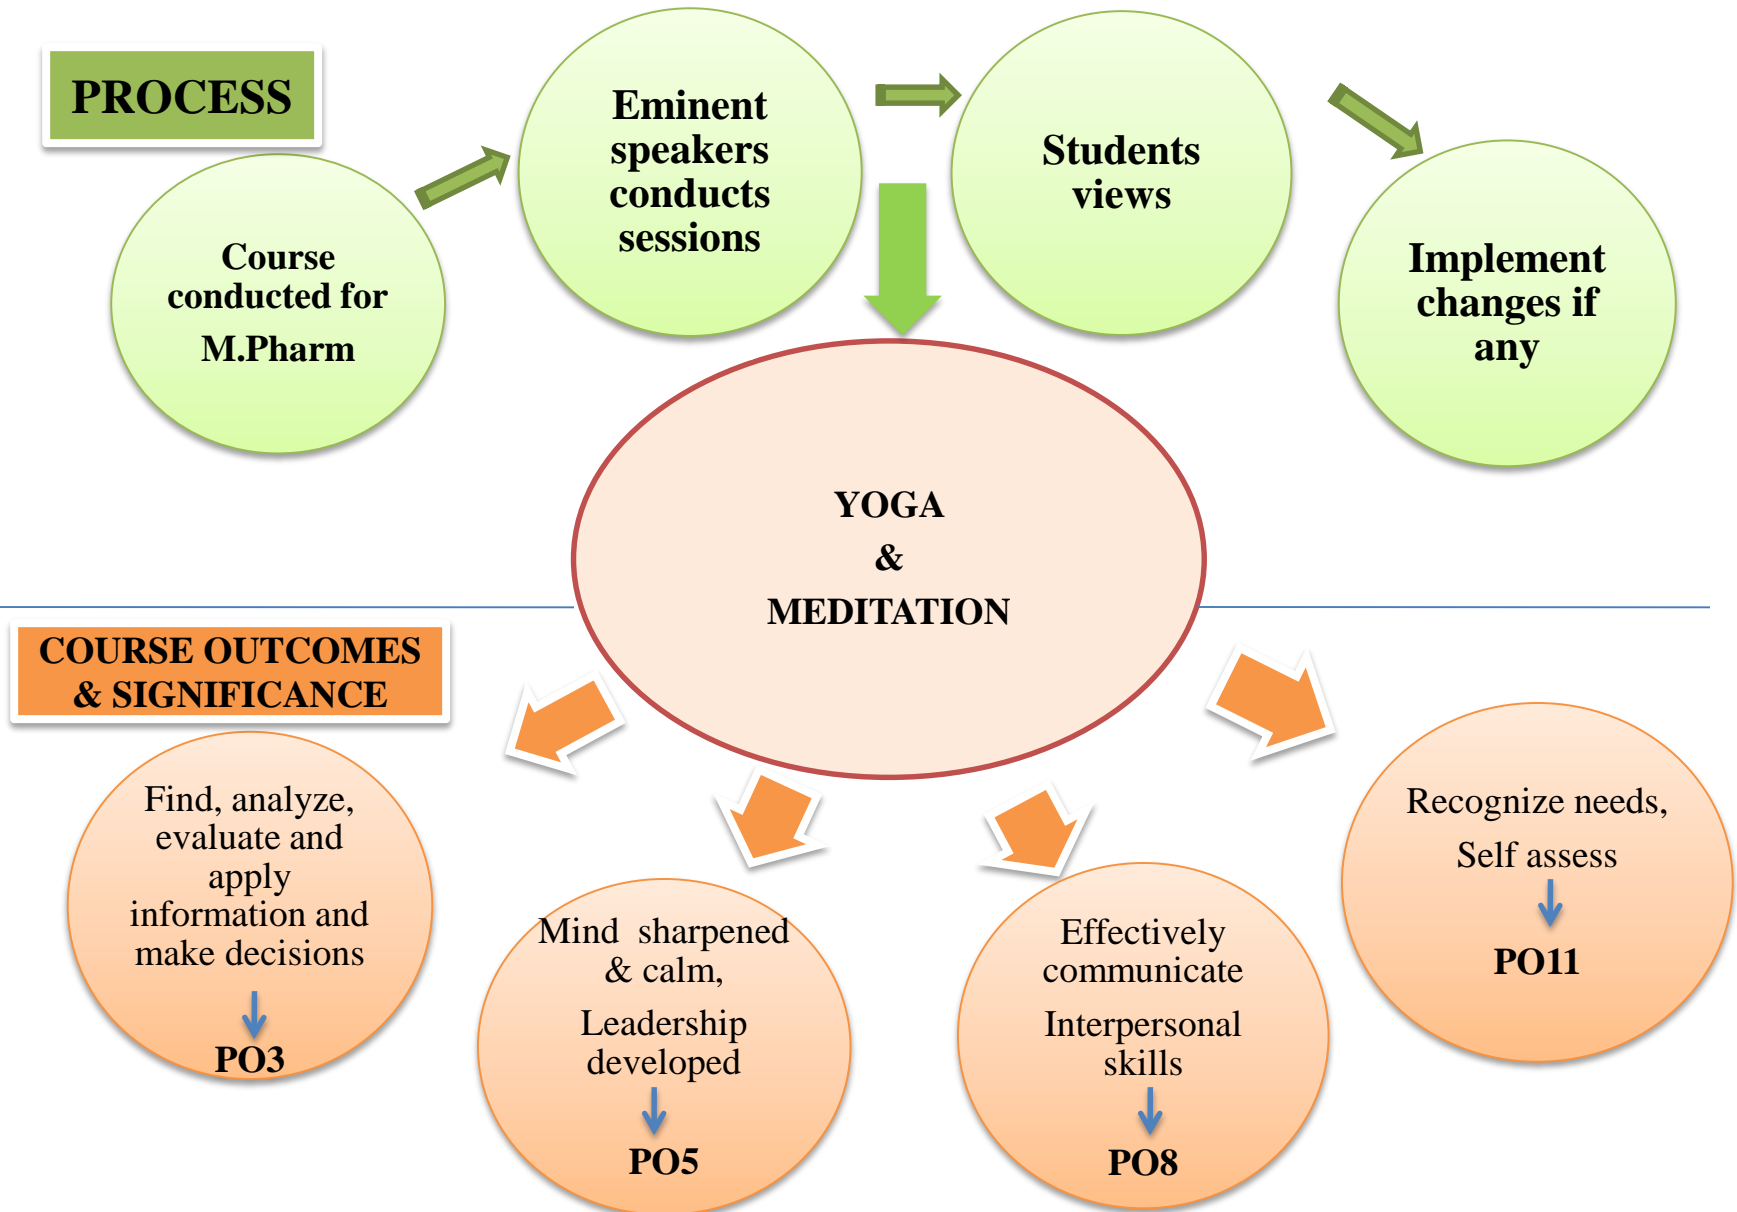 PROCESS
Course
conducted for
M.Pharm
Eminent
speakers
conducts
sessions
Students
views
Implement
changes if
any
YOGA
&
MEDITATION
COURSE OUTCOMES
& SIGNIFICANCE
Find, analyze,
evaluate and
apply
information and
make decisions
PO3
Mind sharpened
& calm,
Leadership
developed
PO5
Effectively
communicate
Interpersonal
skills
PO8
Recognize needs,
Self assess
PO11